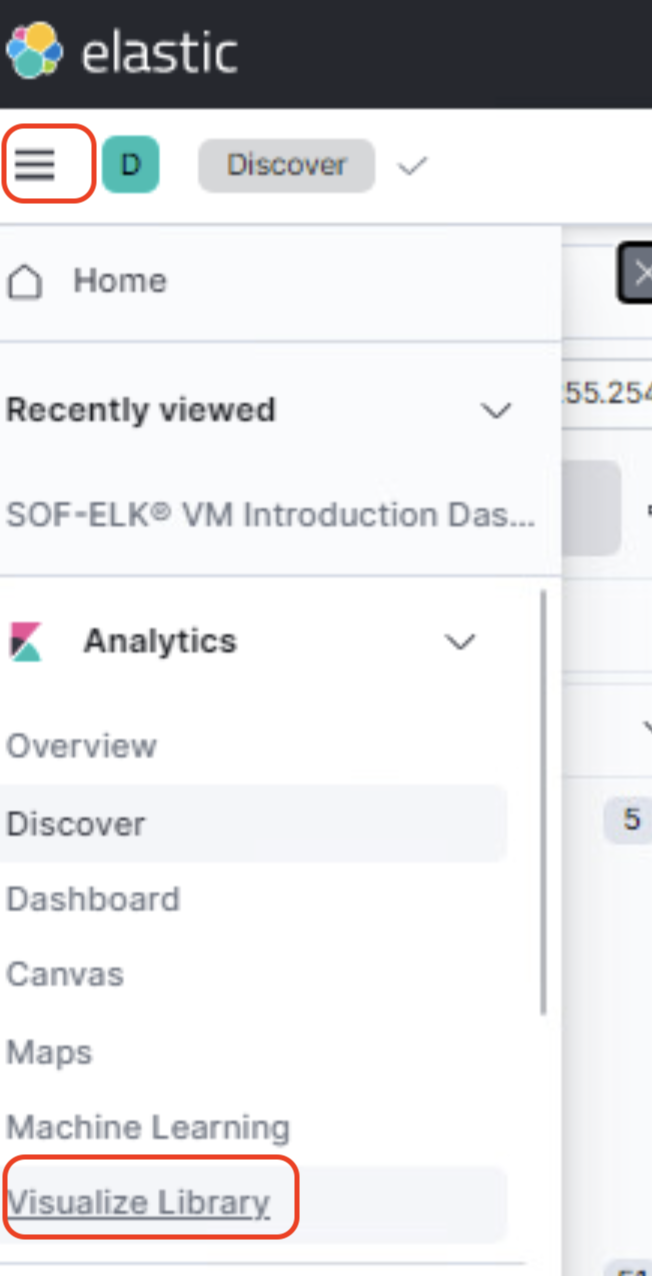 elastic
D Discover
Home
Recently viewed
55.254
SOF-ELK® VM Introduction Das...
Analytics
Overview
Discover
5
Dashboard
Canvas
Maps
Machine Learning
Visualize Library